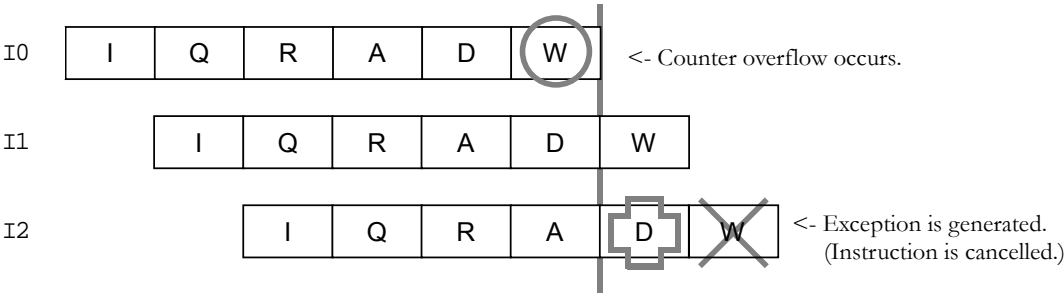 I0 I Q R A D W <- Counter overflow occurs.
I1 I Q R A D W
I2 I Q R A D W <- Exception is generated.
(Instruction is cancelled.)